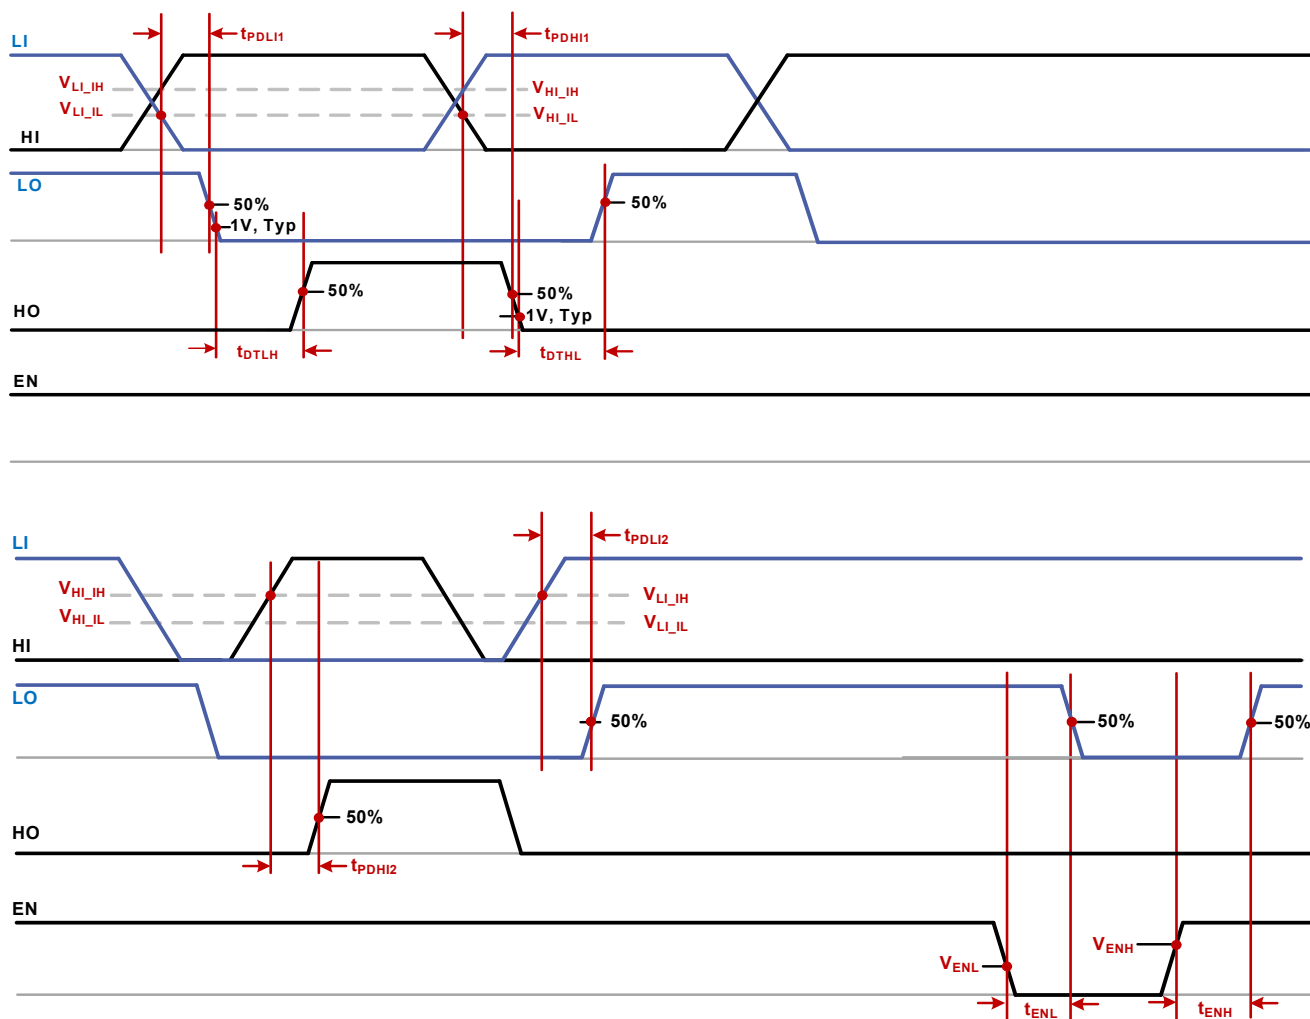 LI
tPDLI1
tPDHI1
VLI_IH
VHI_IH
VLI_IL
VHI_IL
HI
LO
50%
50%
1V, Typ
50%
50%
HO
1V, Typ
tDTLH
tDTHL
EN
LI
tPDLI2
VHI_IH
VLI_IH
VHI_IL
VLI_IL
HI
LO
50%
50%
50%
50%
HO
tPDHI2
EN
VENH
VENL
tENL
tENH